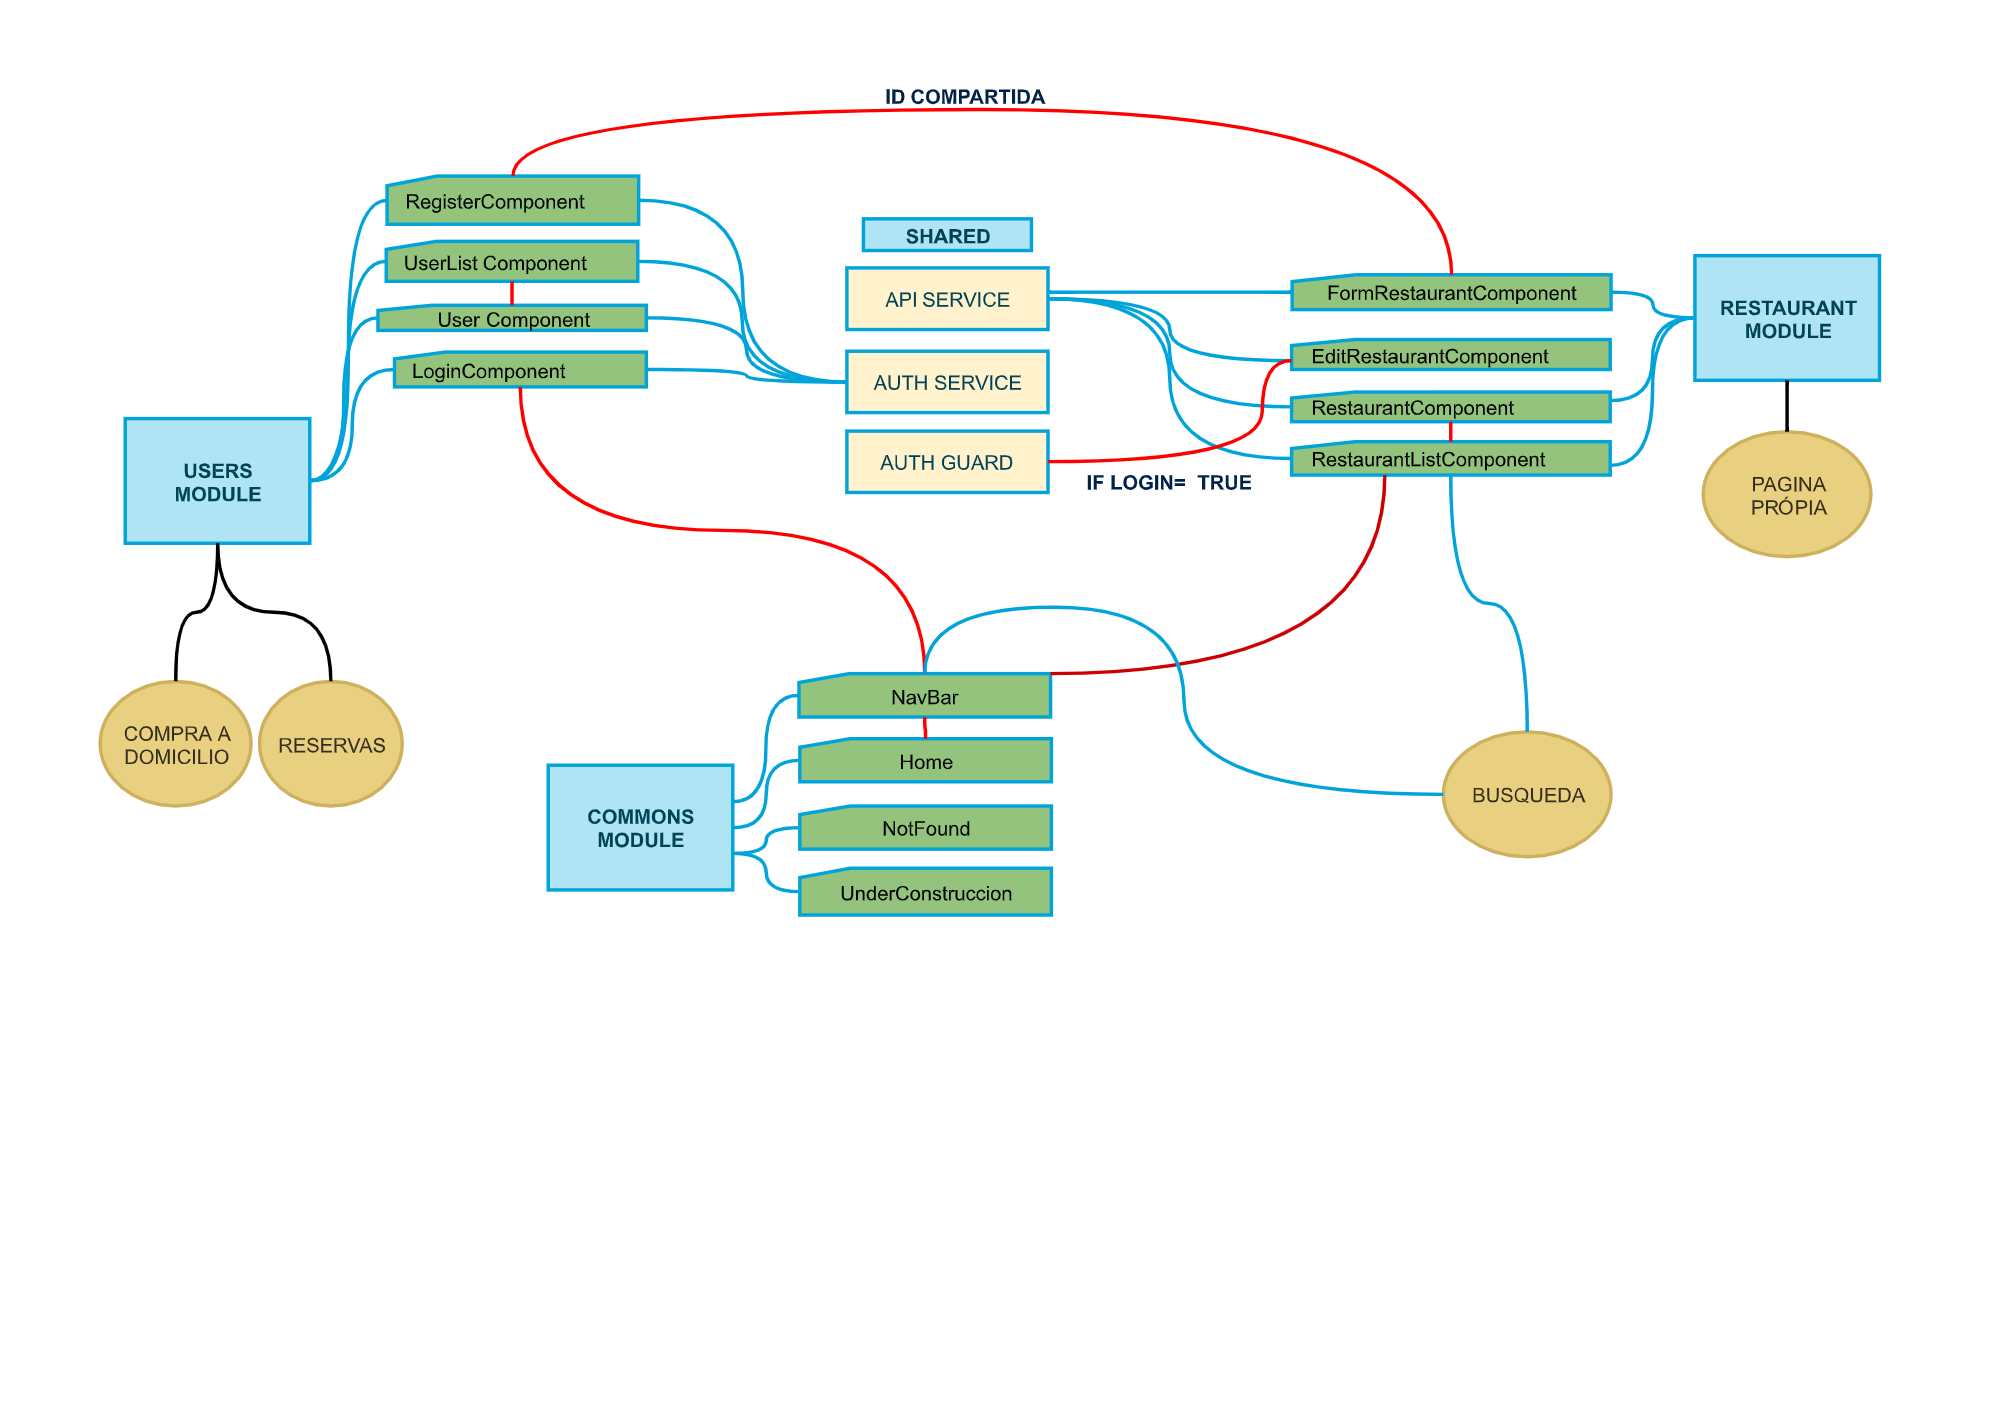 ID COMPARTIDA
RegisterComponent
UserList Component
User Component
LoginComponent
USERS
MODULE
COMPRA A
DOMICILIO
RESERVAS
SHARED
API SERVICE
AUTH SERVICE
AUTH GUARD
IF LOGIN=  TRUE
FormRestaurantComponent
EditRestaurantComponent
RestaurantComponent
RestaurantListComponent
RESTAURANT
MODULE
PAGINA
PRÓPIA
NavBar
Home
NotFound
UnderConstruccion
COMMONS
MODULE
BUSQUEDA